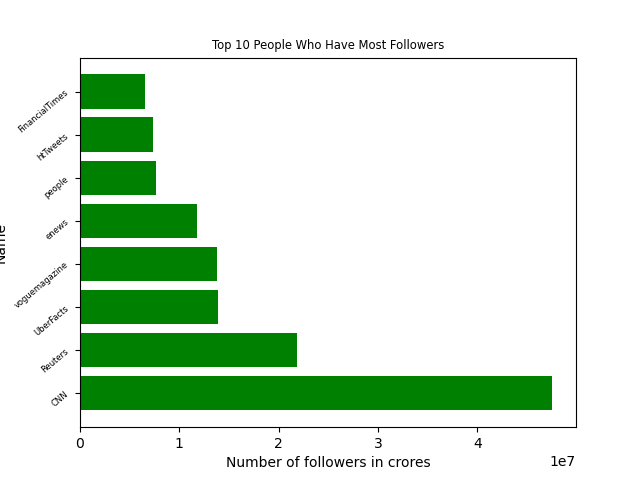 Top 10 People Who Have Most Followers
FinancialTimes
htTweets
people
enews
voguemagazine
UberFacts
Reuters
CNN
Name
0 1 2 3 4
1e7
Number of followers in crores